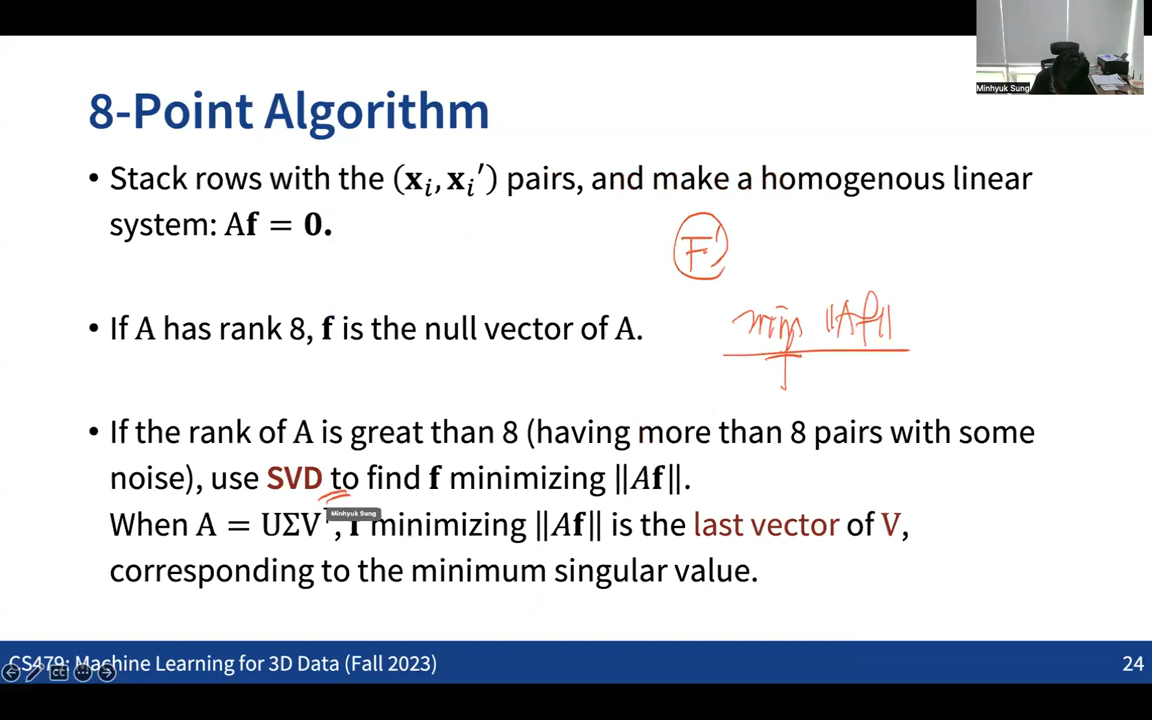 Minhyuk Sung
8-Point Algorithm
• Stack rows with the (𝐱ᵢ, 𝐱ᵢ′) pairs, and make a homogenous linear
system: A𝐟 = 𝟎.
F'
• If A has rank 8, 𝐟 is the null vector of A.
min ‖Af‖
f
• If the rank of A is great than 8 (having more than 8 pairs with some
noise), use SVD to find 𝐟 minimizing ‖A𝐟‖.
Minhyuk Sung
When A = UΣV , 𝐟 minimizing ‖A𝐟‖ is the last vector of V,
corresponding to the minimum singular value.
CS479: Machine Learning for 3D Data (Fall 2023)
24